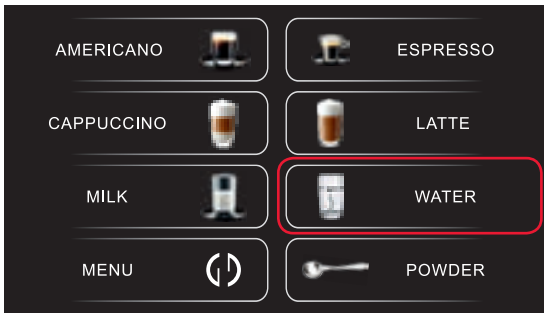 AMERICANO ESPRESSO
CAPPUCCINO LATTE
MILK WATER
MENU POWDER